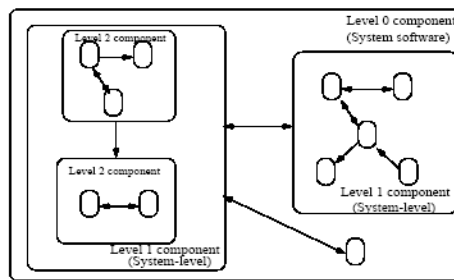 Level 0 component
(System software)
Level 2 component
Level 2 component
Level 1 component
(System-level)
Level 1 component
(System-level)